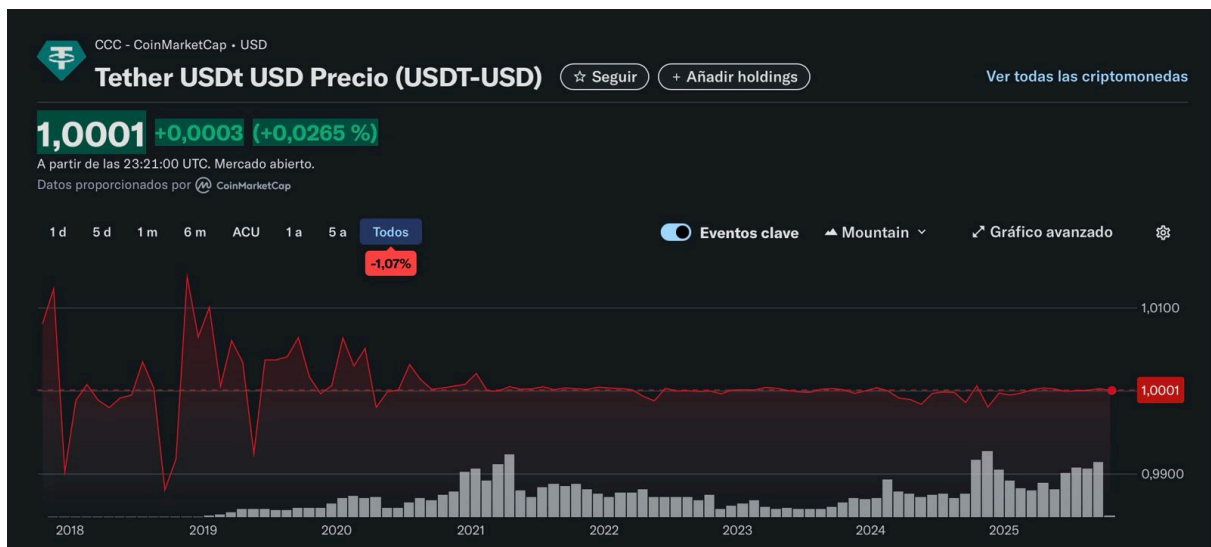 CCC - CoinMarketCap • USD
Tether USDt USD Precio (USDT-USD) ☆ Seguir + Añadir holdings Ver todas las criptomonedas
1,0001 +0,0003 (+0,0265 %)
A partir de las 23:21:00 UTC. Mercado abierto.
Datos proporcionados por CoinMarketCap
1 d 5 d 1 m 6 m ACU 1 a 5 a Todos Eventos clave Mountain Gráfico avanzado
-1,07%
1,0100
1,0001
0,9900
2018 2019 2020 2021 2022 2023 2024 2025